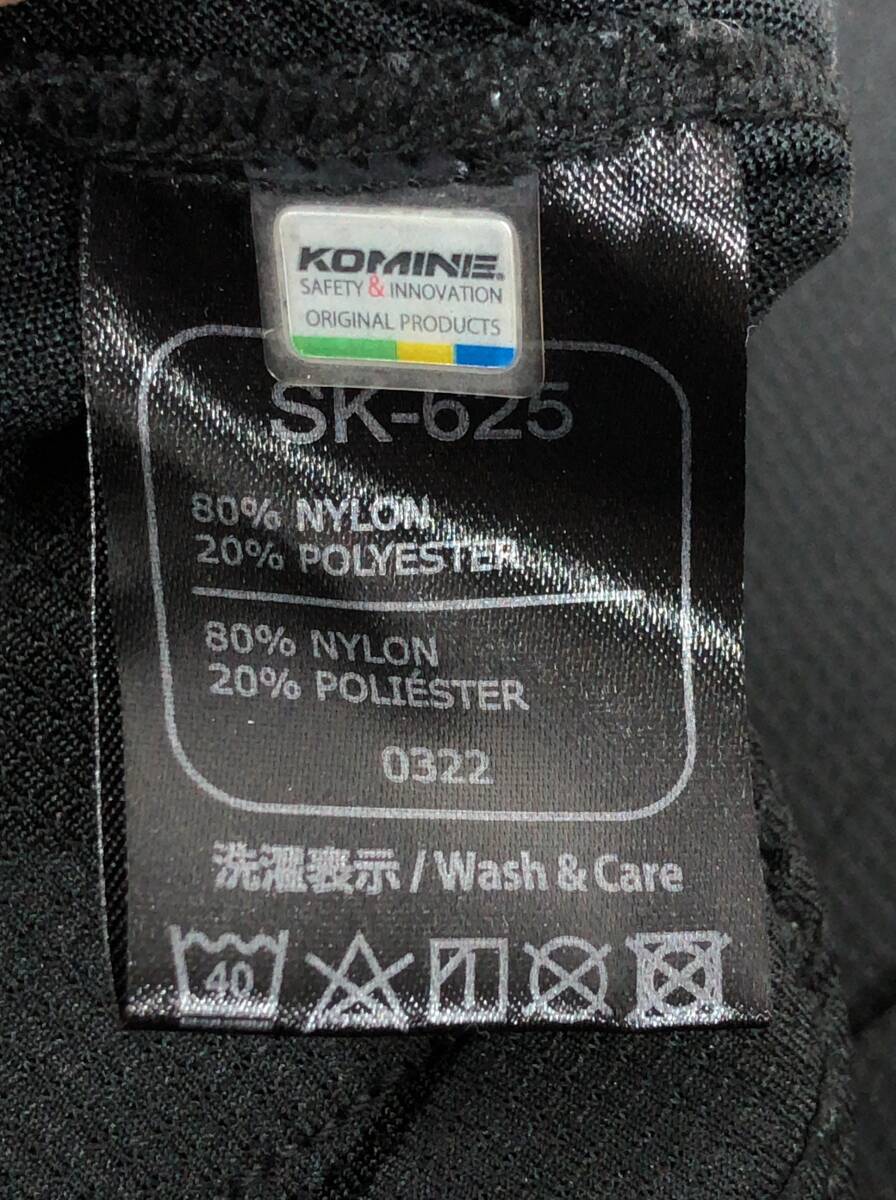 KOMINE®
SAFETY & INNOVATION
ORIGINAL PRODUCTS
SK-625
80% NYLON
20% POLYESTER
80% NYLON
20% POLIÉSTER
0322
洗濯表示 / Wash & Care
40